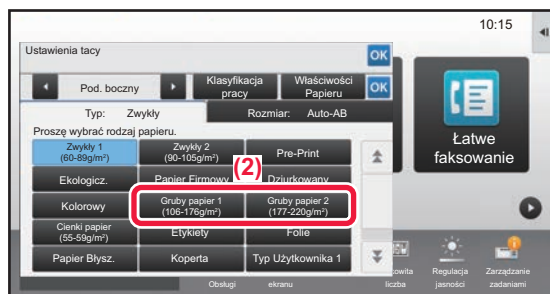 10:15
Ustawienia tacy
OK
Pod. boczny
Klasyfikacja
pracy
Właściwości
Papieru
OK
Typ: Zwykły
Rozmiar: Auto-AB
Proszę wybrać rodzaj papieru.
Zwykły 1
(60-89g/m²)
Zwykły 2
(90-105g/m²)
Pre-Print
(2)
Ekologicz.
Papier Firmowy
Dziurkowany
Kolorowy
Gruby papier 1
(106-176g/m²)
Gruby papier 2
(177-220g/m²)
Cienki papier
(55-59g/m²)
Etykiety
Folie
Papier Błysz.
Koperta
Typ Użytkownika 1
Łatwe
faksowanie
Obsługi ekranu
liczba
Regulacja
jasności
Zarządzanie
zadaniami